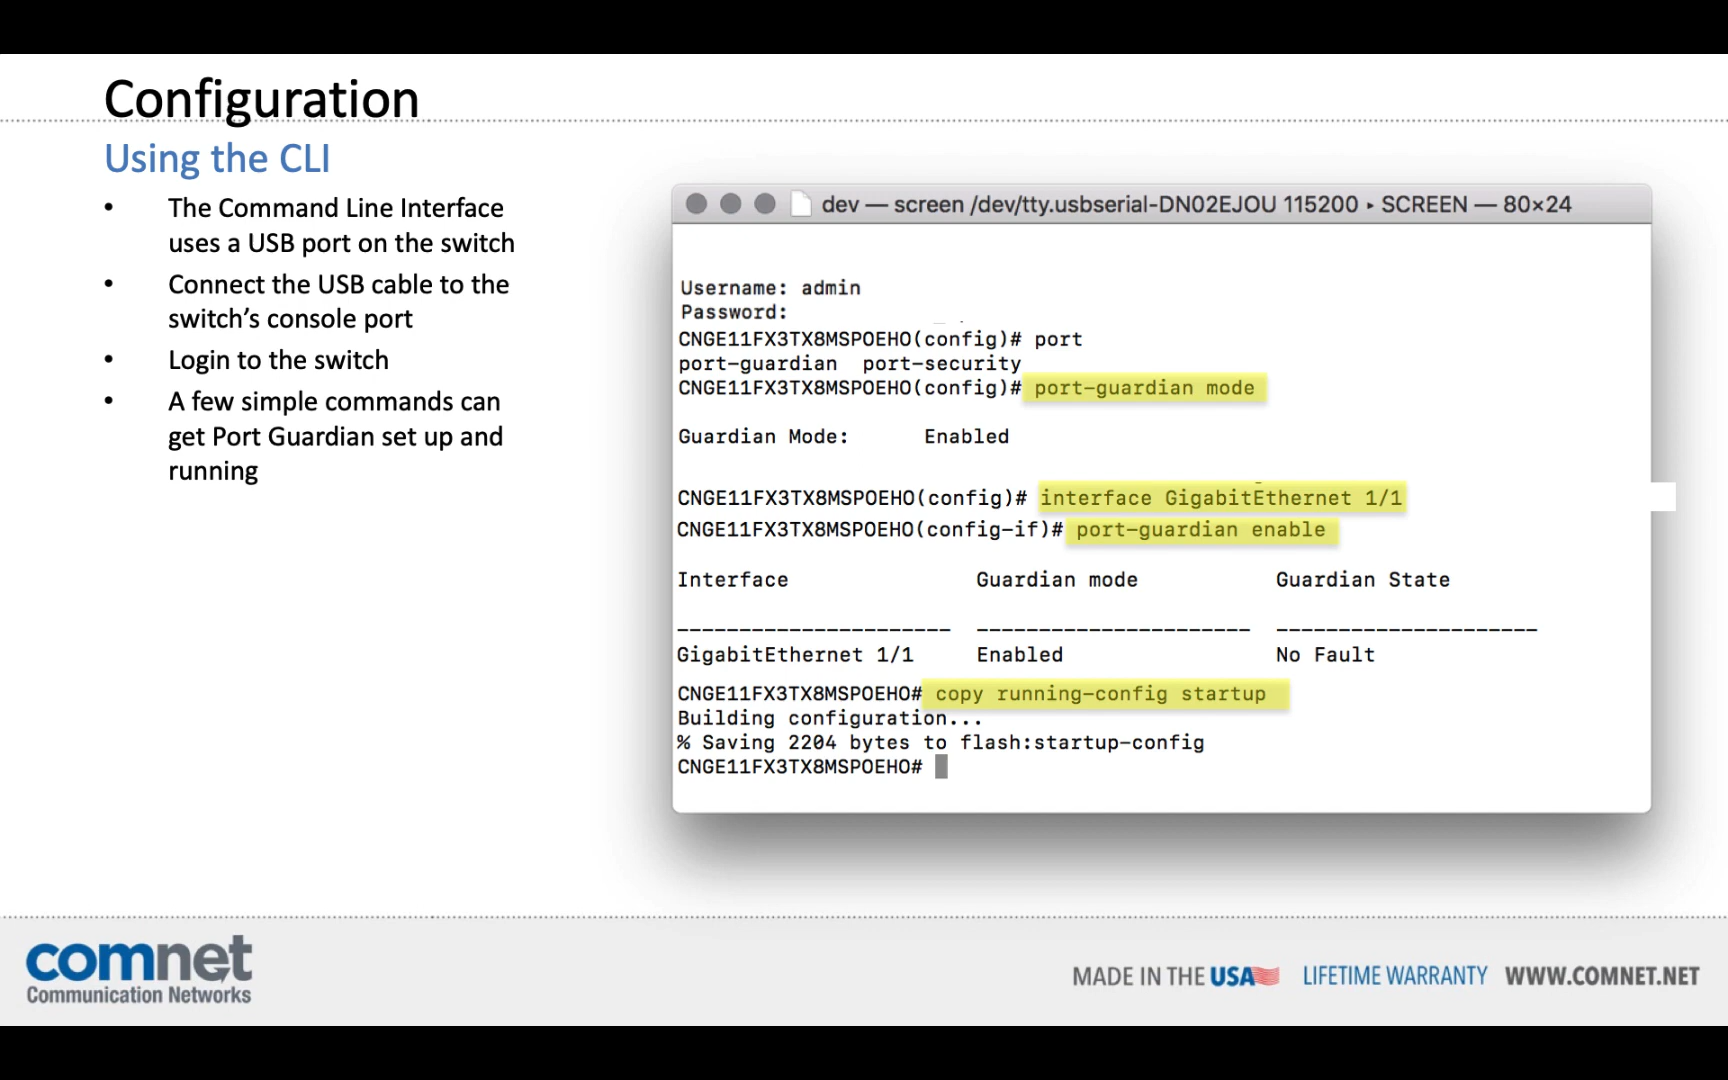 Configuration
Using the CLI
• The Command Line Interface
uses a USB port on the switch
• Connect the USB cable to the
switch's console port
• Login to the switch
• A few simple commands can
get Port Guardian set up and
running
dev — screen /dev/tty.usbserial-DN02EJOU 115200 ▸ SCREEN — 80×24
Username: admin
Password:
CNGE11FX3TX8MSPOEHO(config)# port
port-guardian  port-security
CNGE11FX3TX8MSPOEHO(config)# port-guardian mode
Guardian Mode:      Enabled
CNGE11FX3TX8MSPOEHO(config)# interface GigabitEthernet 1/1
CNGE11FX3TX8MSPOEHO(config-if)# port-guardian enable
Interface               Guardian mode           Guardian State
----------------------  ----------------------  ---------------------
GigabitEthernet 1/1     Enabled                 No Fault
CNGE11FX3TX8MSPOEHO# copy running-config startup
Building configuration...
% Saving 2204 bytes to flash:startup-config
CNGE11FX3TX8MSPOEHO#
comnet
Communication Networks
MADE IN THE USA LIFETIME WARRANTY WWW.COMNET.NET